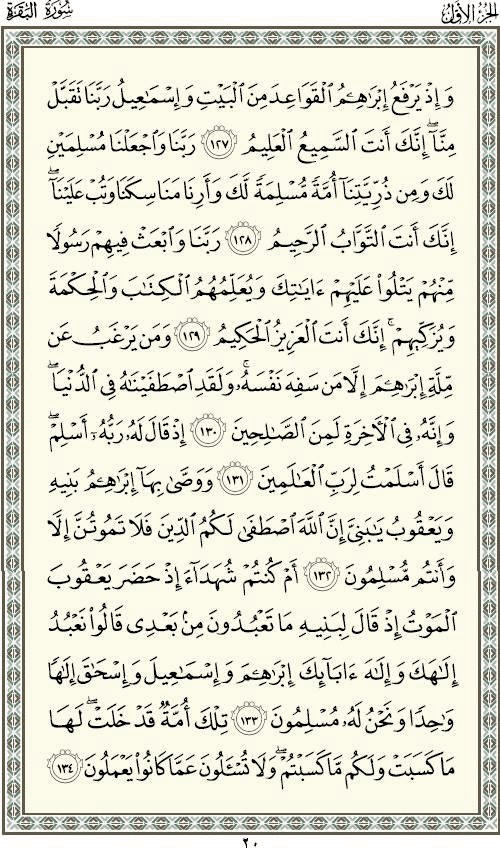 الجزء الأول
سورة البقرة
وَإِذْ يَرْفَعُ إِبْرَٰهِـۧمُ ٱلْقَوَاعِدَ مِنَ ٱلْبَيْتِ وَإِسْمَـٰعِيلُ رَبَّنَا تَقَبَّلْ
مِنَّآ ۖ إِنَّكَ أَنتَ ٱلسَّمِيعُ ٱلْعَلِيمُ ١٢٧ رَبَّنَا وَٱجْعَلْنَا مُسْلِمَيْنِ
لَكَ وَمِن ذُرِّيَّتِنَآ أُمَّةً مُّسْلِمَةً لَّكَ وَأَرِنَا مَنَاسِكَنَا وَتُبْ عَلَيْنَآ ۖ
إِنَّكَ أَنتَ ٱلتَّوَّابُ ٱلرَّحِيمُ ١٢٨ رَبَّنَا وَٱبْعَثْ فِيهِمْ رَسُولًا
مِّنْهُمْ يَتْلُوا۟ عَلَيْهِمْ ءَايَـٰتِكَ وَيُعَلِّمُهُمُ ٱلْكِتَـٰبَ وَٱلْحِكْمَةَ
وَيُزَكِّيهِمْ ۚ إِنَّكَ أَنتَ ٱلْعَزِيزُ ٱلْحَكِيمُ ١٢٩ وَمَن يَرْغَبُ عَن
مِّلَّةِ إِبْرَٰهِـۧمَ إِلَّا مَن سَفِهَ نَفْسَهُۥ ۚ وَلَقَدِ ٱصْطَفَيْنَـٰهُ فِى ٱلدُّنْيَا ۖ
وَإِنَّهُۥ فِى ٱلْـَٔاخِرَةِ لَمِنَ ٱلصَّـٰلِحِينَ ١٣٠ إِذْ قَالَ لَهُۥ رَبُّهُۥٓ أَسْلِمْ ۖ
قَالَ أَسْلَمْتُ لِرَبِّ ٱلْعَـٰلَمِينَ ١٣١ وَوَصَّىٰ بِهَآ إِبْرَٰهِـۧمُ بَنِيهِ
وَيَعْقُوبُ يَـٰبَنِىَّ إِنَّ ٱللَّهَ ٱصْطَفَىٰ لَكُمُ ٱلدِّينَ فَلَا تَمُوتُنَّ إِلَّا
وَأَنتُم مُّسْلِمُونَ ١٣٢ أَمْ كُنتُمْ شُهَدَآءَ إِذْ حَضَرَ يَعْقُوبَ
ٱلْمَوْتُ إِذْ قَالَ لِبَنِيهِ مَا تَعْبُدُونَ مِنۢ بَعْدِى قَالُوا۟ نَعْبُدُ
إِلَـٰهَكَ وَإِلَـٰهَ ءَابَآئِكَ إِبْرَٰهِـۧمَ وَإِسْمَـٰعِيلَ وَإِسْحَـٰقَ إِلَـٰهًا
وَٰحِدًا وَنَحْنُ لَهُۥ مُسْلِمُونَ ١٣٣ تِلْكَ أُمَّةٌ قَدْ خَلَتْ ۖ لَهَا
مَا كَسَبَتْ وَلَكُم مَّا كَسَبْتُمْ ۖ وَلَا تُسْـَٔلُونَ عَمَّا كَانُوا۟ يَعْمَلُونَ ١٣٤
٢٠